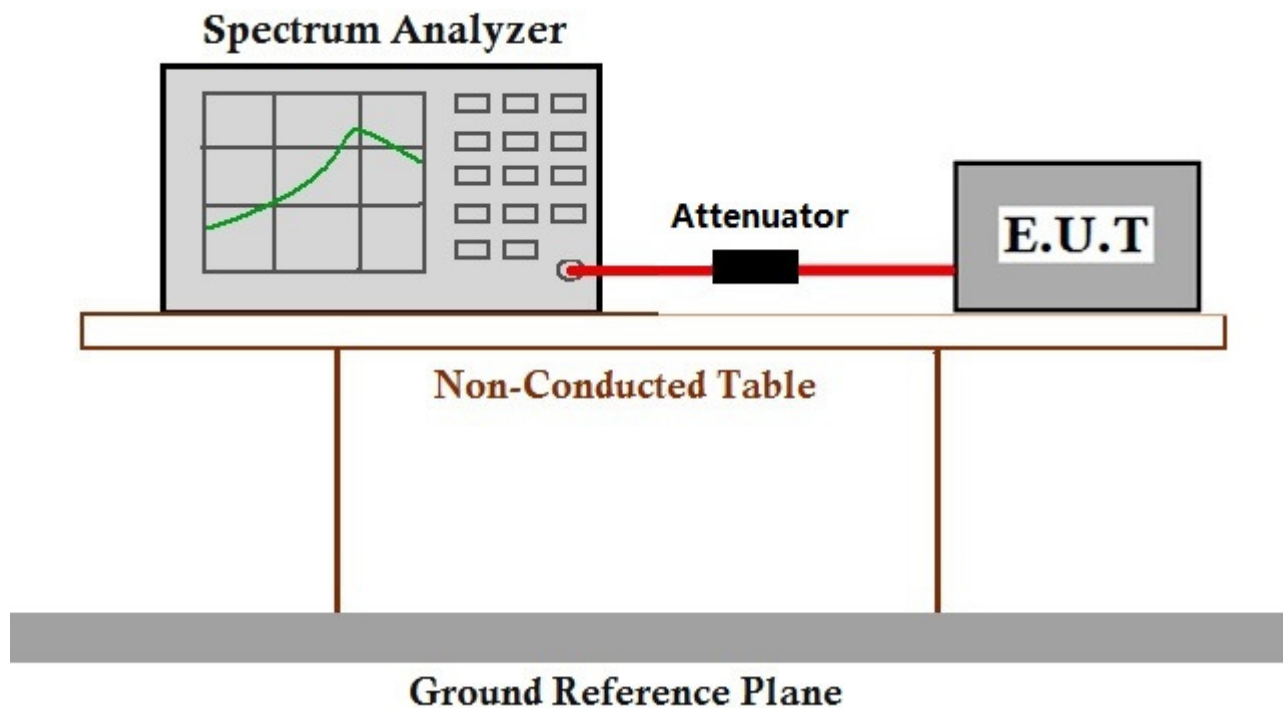 Spectrum Analyzer
Attenuator
E.U.T
Non-Conducted Table
Ground Reference Plane